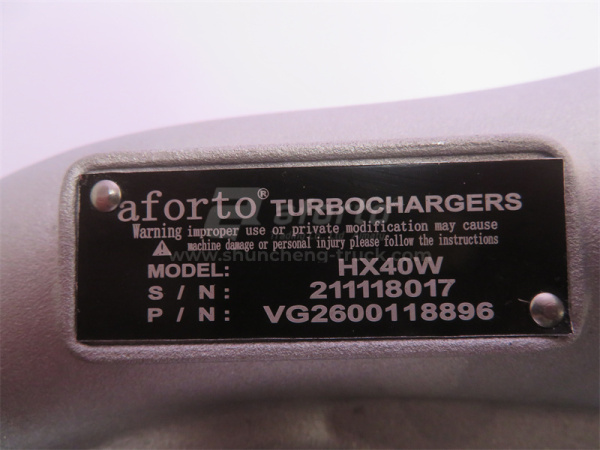 aforto® TURBOCHARGERS
Warning improper use or private modification may cause
machine damage or personal injury please follow the instructions
www.shuncheng-truck.com
MODEL: HX40W
S / N: 211118017
P / N: VG2600118896